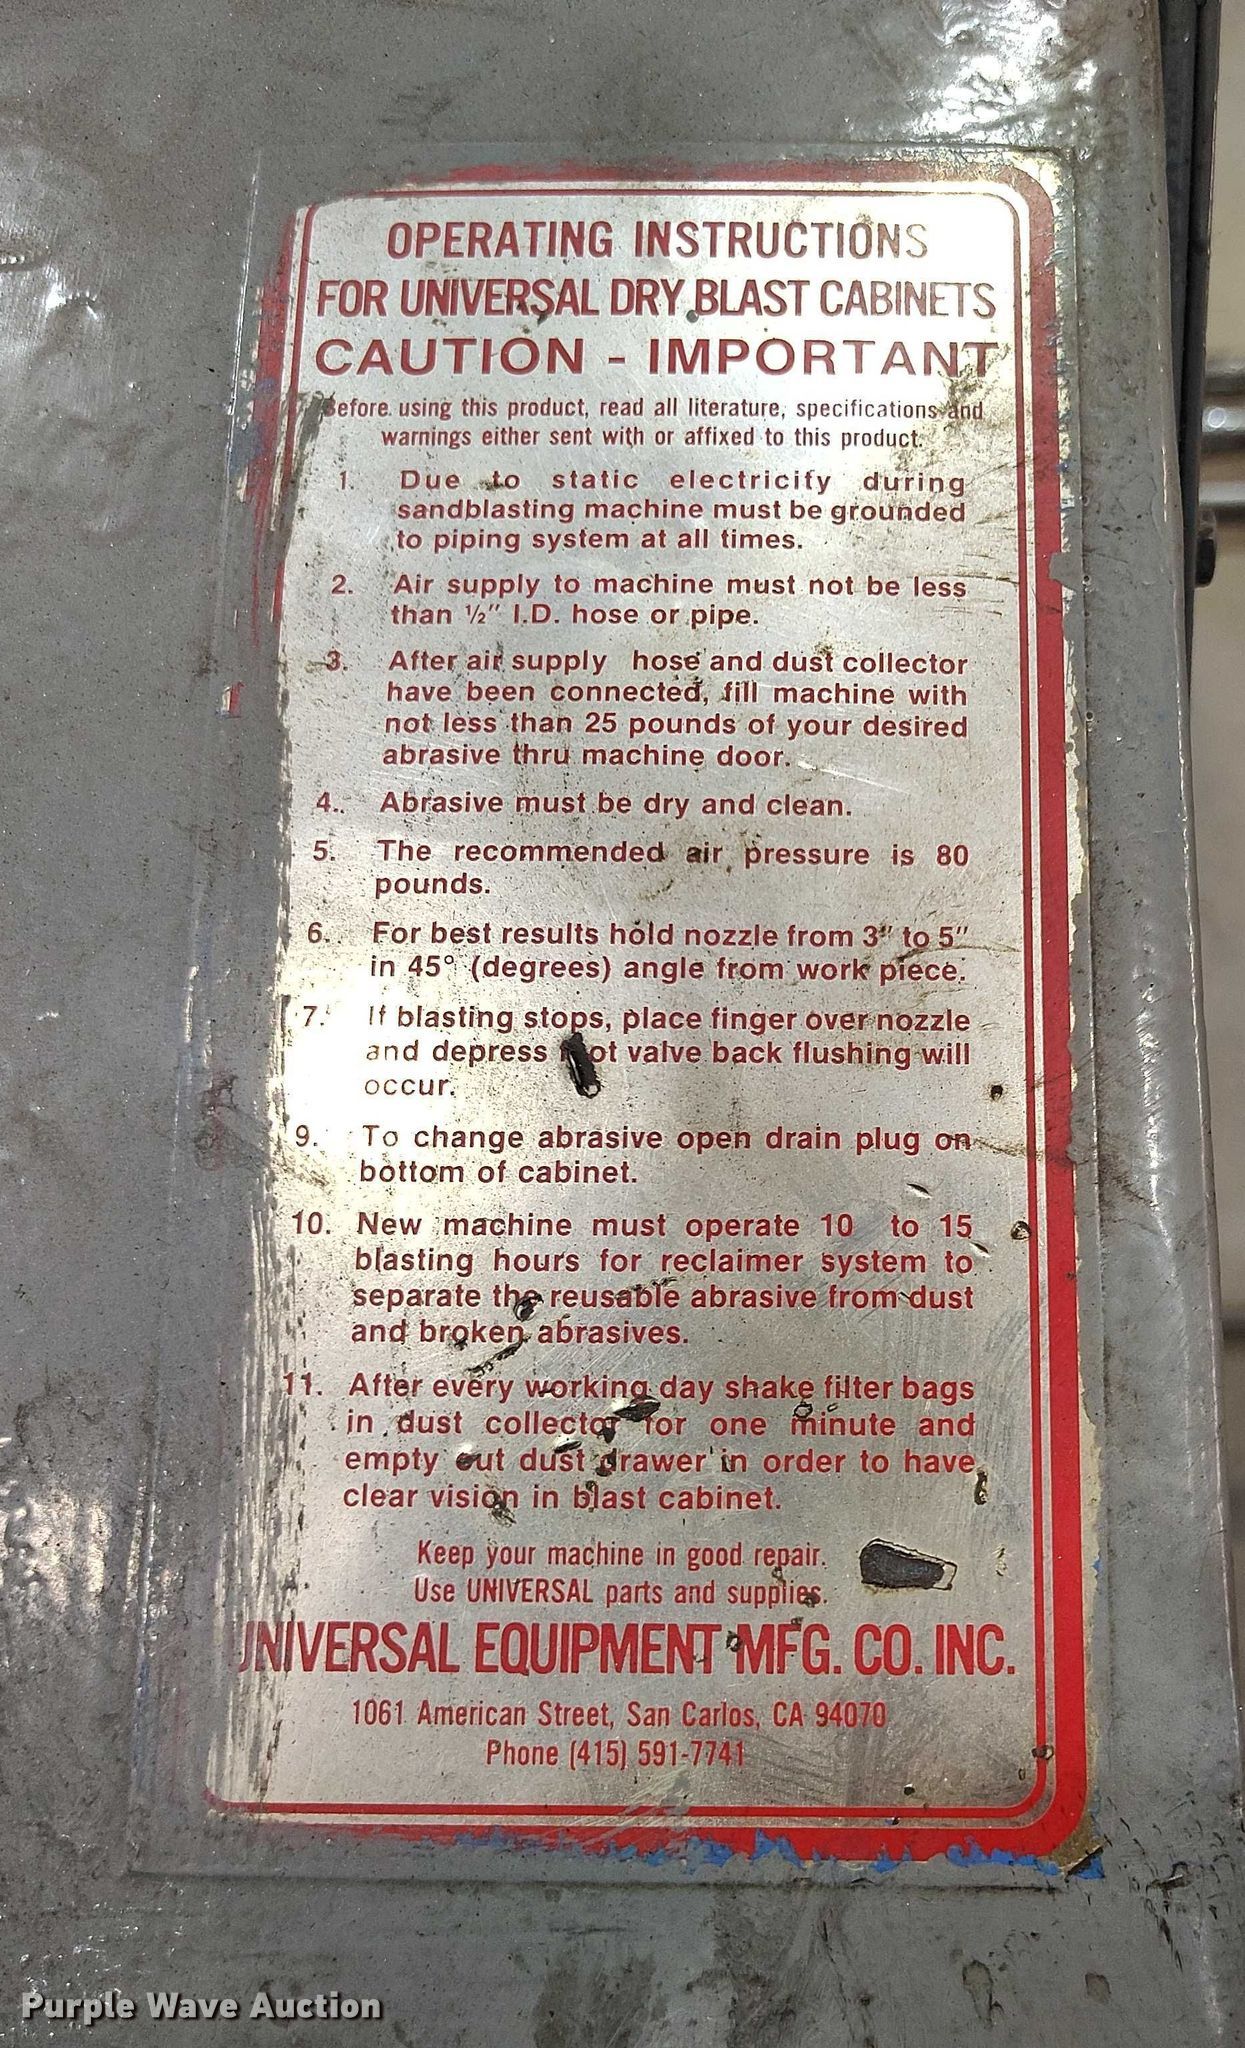 OPERATING INSTRUCTIONS
FOR UNIVERSAL DRY BLAST CABINETS
CAUTION - IMPORTANT
Before using this product, read all literature, specifications and
warnings either sent with or affixed to this product.
1. Due to static electricity during
sandblasting machine must be grounded
to piping system at all times.
2. Air supply to machine must not be less
than ½" I.D. hose or pipe.
3. After air supply hose and dust collector
have been connected, fill machine with
not less than 25 pounds of your desired
abrasive thru machine door.
4. Abrasive must be dry and clean.
5. The recommended air pressure is 80
pounds.
6. For best results hold nozzle from 3" to 5"
in 45° (degrees) angle from work piece.
7. If blasting stops, place finger over nozzle
and depress foot valve back flushing will
occur.
9. To change abrasive open drain plug on
bottom of cabinet.
10. New machine must operate 10 to 15
blasting hours for reclaimer system to
separate the reusable abrasive from dust
and broken abrasives.
11. After every working day shake filter bags
in dust collector for one minute and
empty out dust drawer in order to have
clear vision in blast cabinet.
Keep your machine in good repair.
Use UNIVERSAL parts and supplies.
UNIVERSAL EQUIPMENT MFG. CO. INC.
1061 American Street, San Carlos, CA 94070
Phone (415) 591-7741
Purple Wave Auction